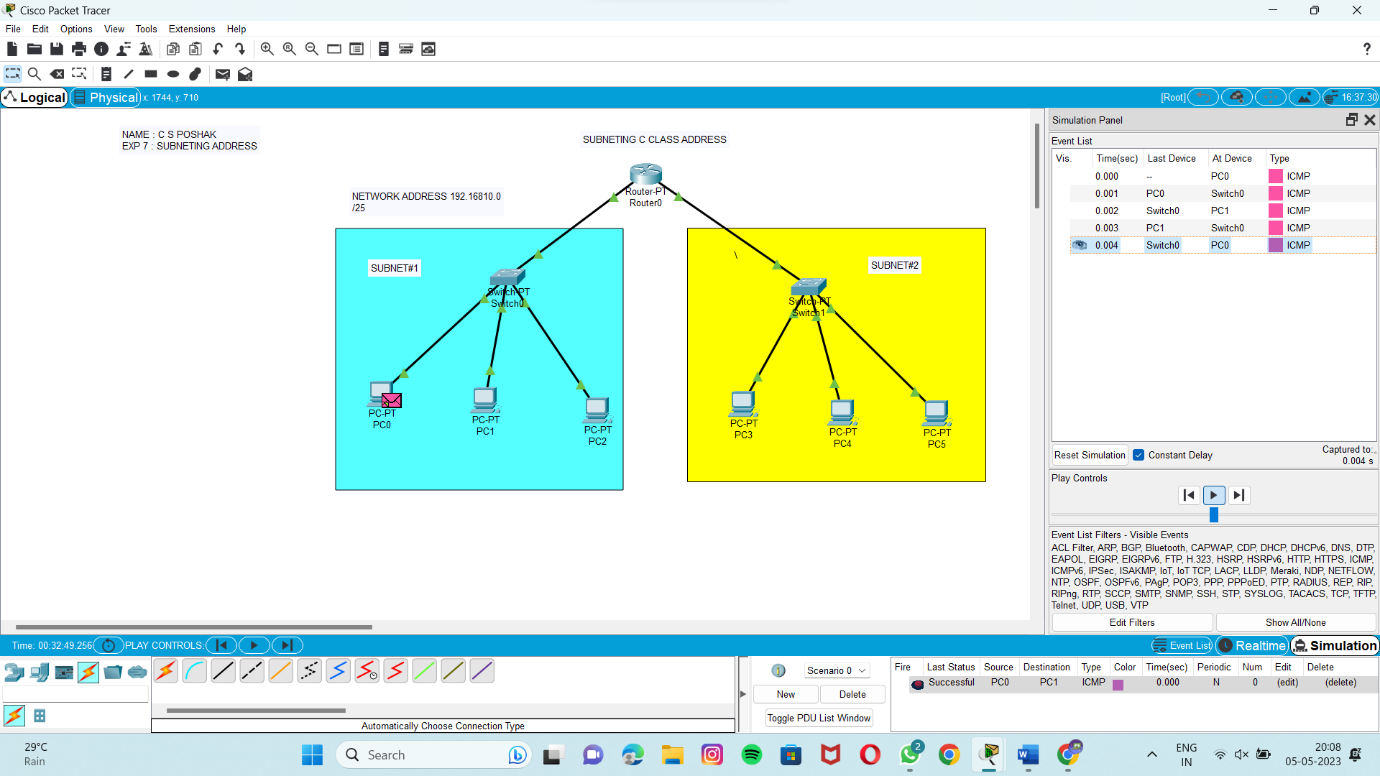 Cisco Packet Tracer
File Edit Options View Tools Extensions Help
Logical Physical x: 1744, y: 710 [Root] 16:37:30
NAME : C S POSHAK
EXP 7 : SUBNETING ADDRESS
SUBNETING C CLASS ADDRESS
NETWORK ADDRESS 192.16810.0
/25
Router-PT
Router0
SUBNET#1
Switch-PT
Switch0
PC-PT
PC0
PC-PT
PC1
PC-PT
PC2
SUBNET#2
Switch-PT
Switch1
PC-PT
PC3
PC-PT
PC4
PC-PT
PC5
Simulation Panel
Event List
Vis. Time(sec) Last Device At Device Type
0.000 -- PC0 ICMP
0.001 PC0 Switch0 ICMP
0.002 Switch0 PC1 ICMP
0.003 PC1 Switch0 ICMP
0.004 Switch0 PC0 ICMP
Reset Simulation Constant Delay Captured to:
0.004 s
Play Controls
Event List Filters - Visible Events
ACL Filter, ARP, BGP, Bluetooth, CAPWAP, CDP, DHCP, DHCPv6, DNS, DTP,
EAPOL, EIGRP, EIGRPv6, FTP, H.323, HSRP, HSRPv6, HTTP, HTTPS, ICMP,
ICMPv6, IPSec, ISAKMP, IoT, IoT TCP, LACP, LLDP, Meraki, NDP, NETFLOW,
NTP, OSPF, OSPFv6, PAgP, POP3, PPP, PPPoED, PTP, RADIUS, REP, RIP,
RIPng, RTP, SCCP, SMTP, SNMP, SSH, STP, SYSLOG, TACACS, TCP, TFTP,
Telnet, UDP, USB, VTP
Edit Filters Show All/None
Time: 00:32:49.256 PLAY CONTROLS: Event List Realtime Simulation
Automatically Choose Connection Type
Scenario 0
New Delete
Toggle PDU List Window
Fire Last Status Source Destination Type Color Time(sec) Periodic Num Edit Delete
Successful PC0 PC1 ICMP 0.000 N 0 (edit) (delete)
29°C
Rain
Search
2
ENG
IN
20:08
05-05-2023